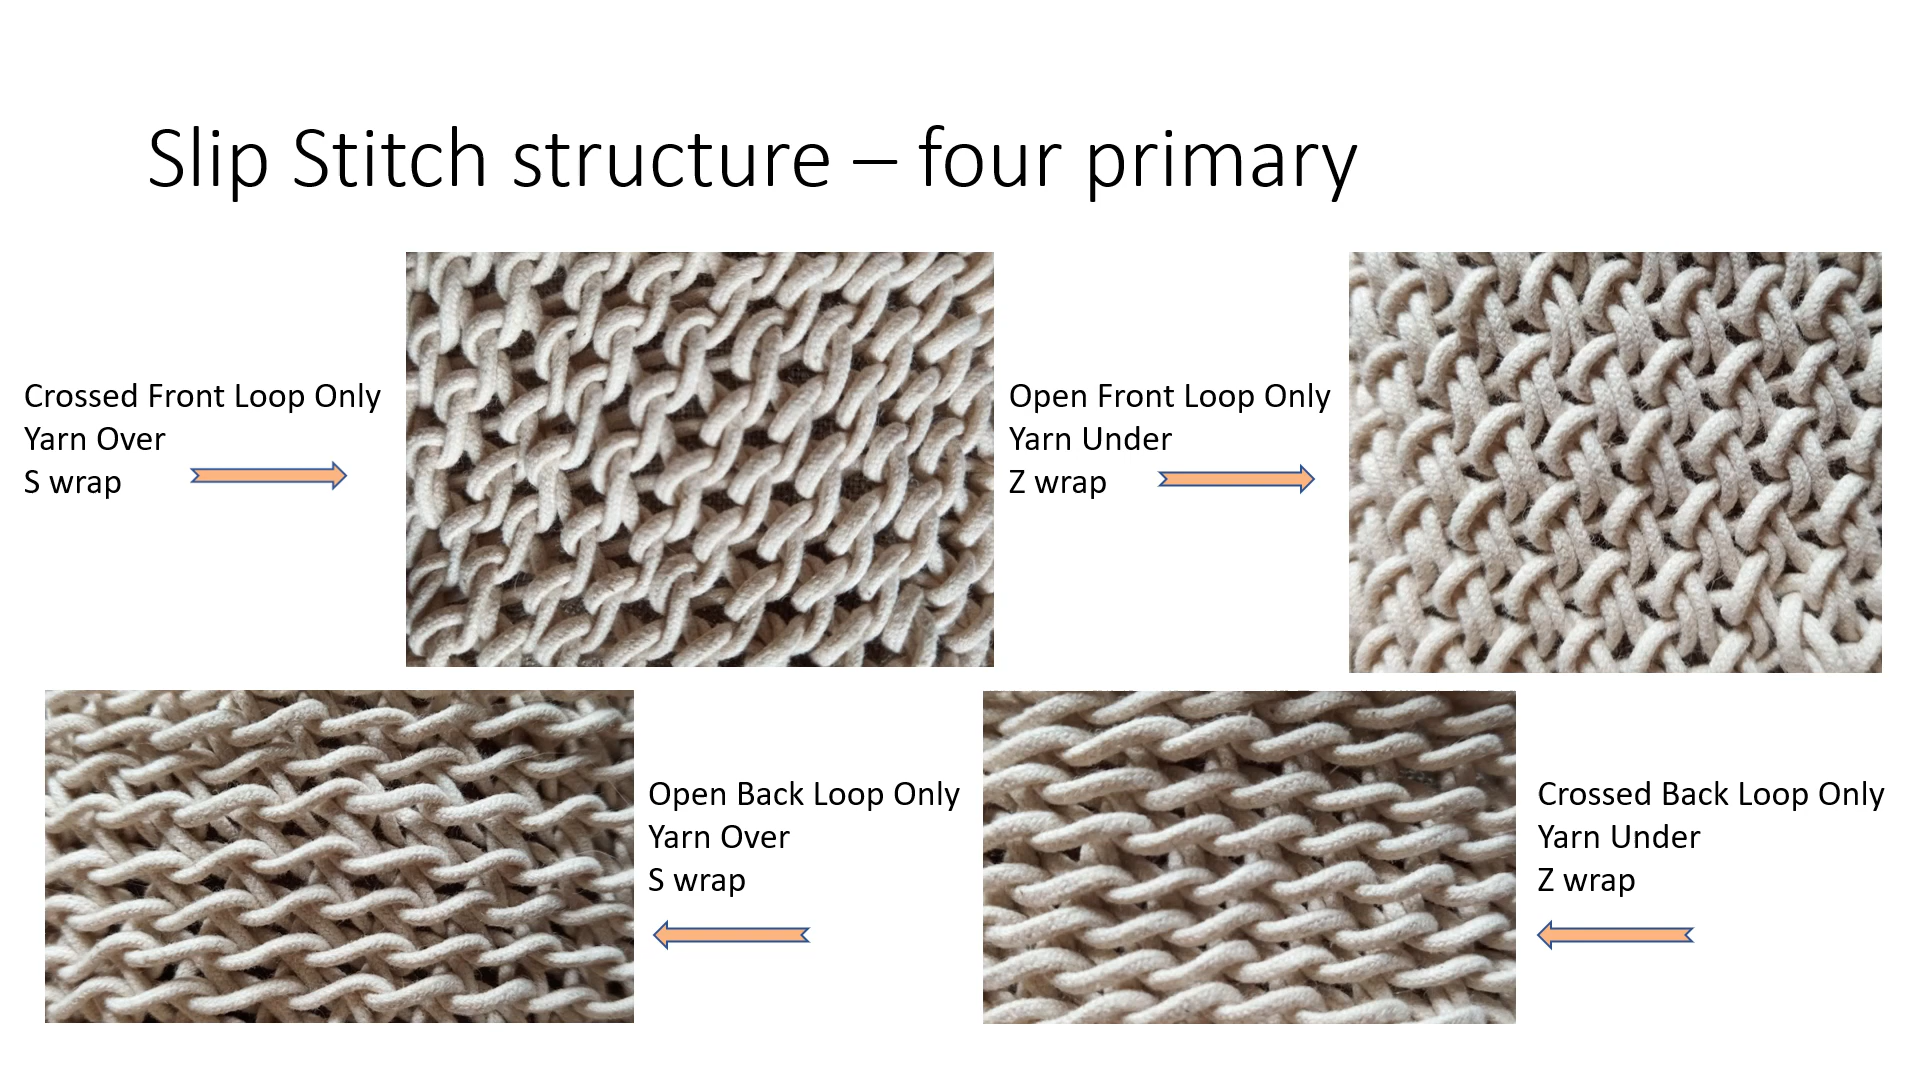 Slip Stitch structure – four primary
Crossed Front Loop Only
Yarn Over
S wrap
Open Front Loop Only
Yarn Under
Z wrap
Open Back Loop Only
Yarn Over
S wrap
Crossed Back Loop Only
Yarn Under
Z wrap